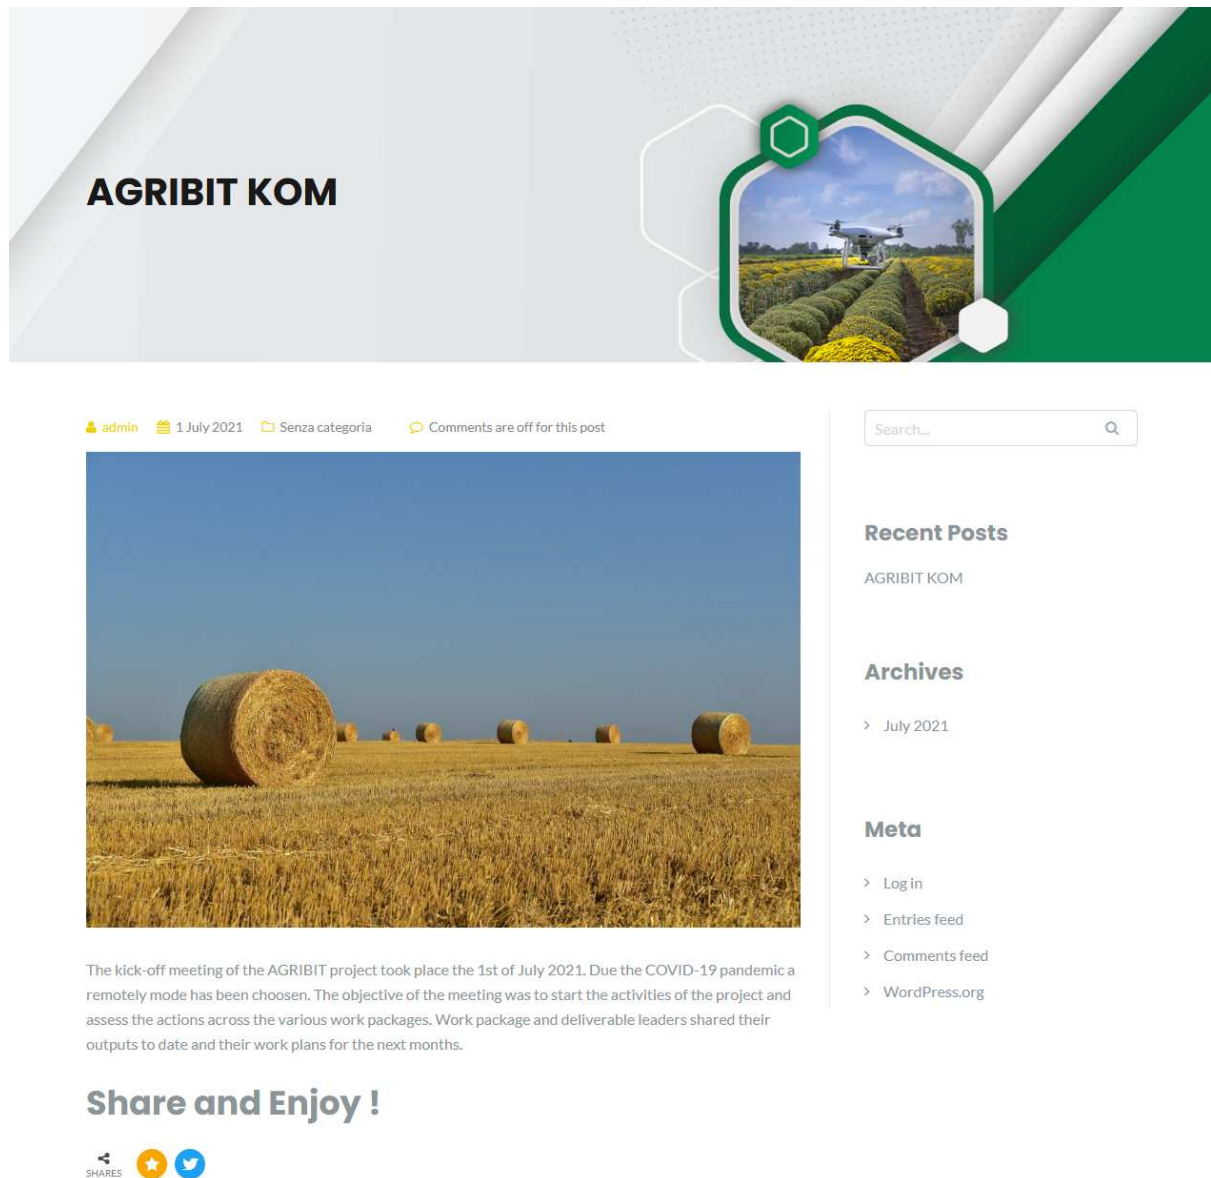 AGRIBIT KOM
admin 1 July 2021 Senza categoria Comments are off for this post
The kick-off meeting of the AGRIBIT project took place the 1st of July 2021. Due the COVID-19 pandemic a
remotely mode has been choosen. The objective of the meeting was to start the activities of the project and
assess the actions across the various work packages. Work package and deliverable leaders shared their
outputs to date and their work plans for the next months.
Share and Enjoy !
SHARES
Search...
Recent Posts
AGRIBIT KOM
Archives
July 2021
Meta
Log in
Entries feed
Comments feed
WordPress.org